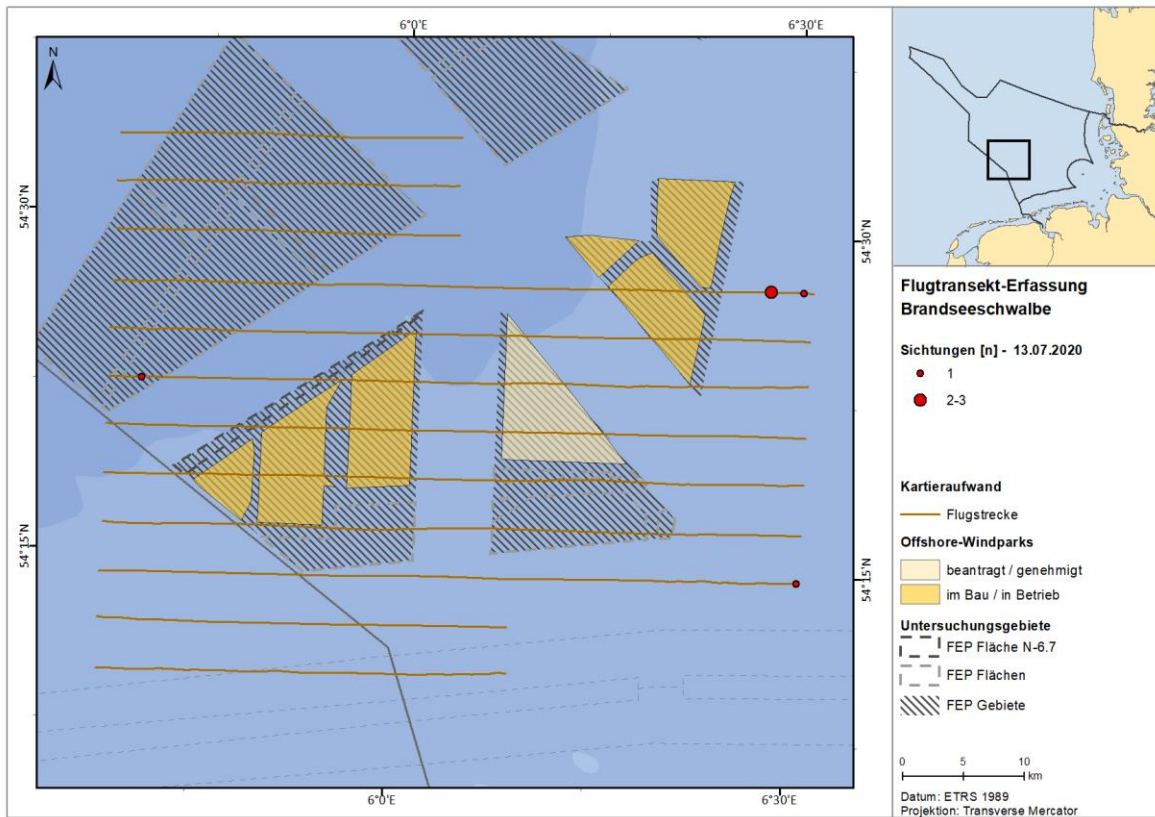 6°0'E
6°30'E
N
54°30'N
54°30'N
54°15'N
54°15'N
6°0'E
6°30'E
Flugtransekt-Erfassung
Brandseeschwalbe
Sichtungen [n] - 13.07.2020
1
2-3
Kartieraufwand
Flugstrecke
Offshore-Windparks
beantragt / genehmigt
im Bau / in Betrieb
Untersuchungsgebiete
FEP Fläche N-6.7
FEP Flächen
FEP Gebiete
0 5 10
km
Datum: ETRS 1989
Projektion: Transverse Mercator